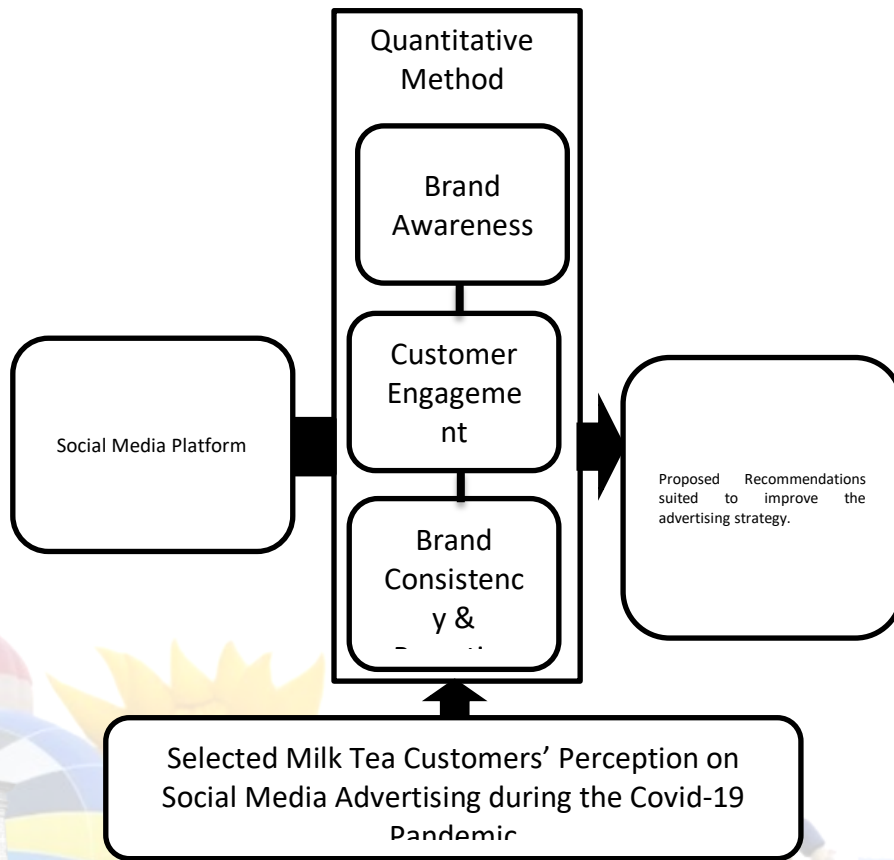 Quantitative
Method
Brand
Awareness
Customer
Engageme
nt
Brand
Consistenc
y &
Social Media Platform
Proposed Recommendations
suited to improve the
advertising strategy.
Selected Milk Tea Customers’ Perception on
Social Media Advertising during the Covid-19
Pandemic